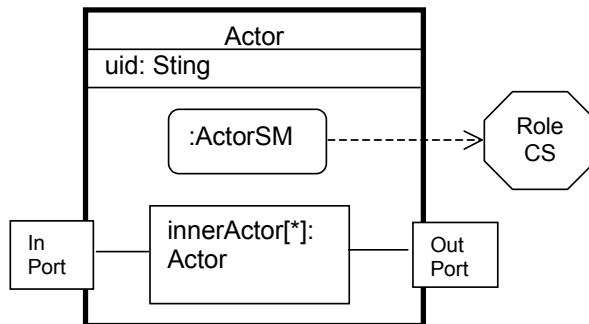 Actor
uid: Sting
:ActorSM
Role
CS
In
Port
innerActor[*]:
Actor
Out
Port